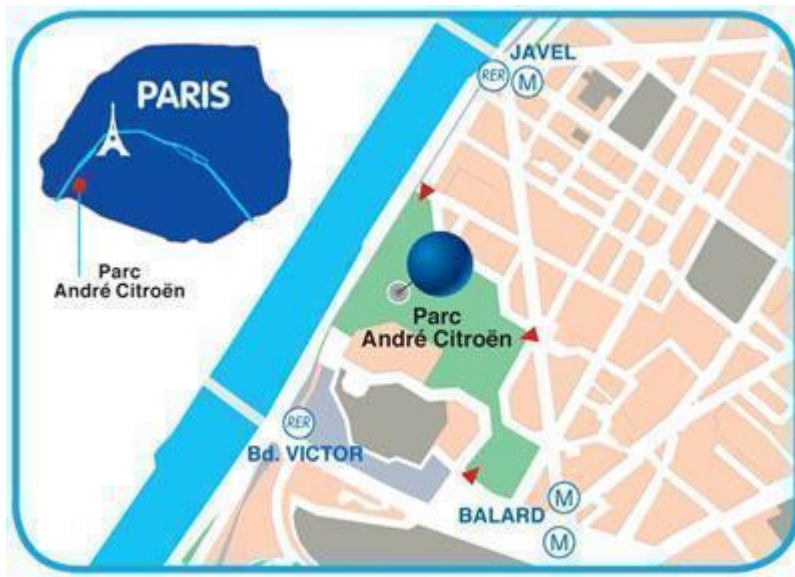 PARIS
Parc
André Citroën
JAVEL
RER M
Parc
André Citroën
RER
Bd. VICTOR
BALARD M
M